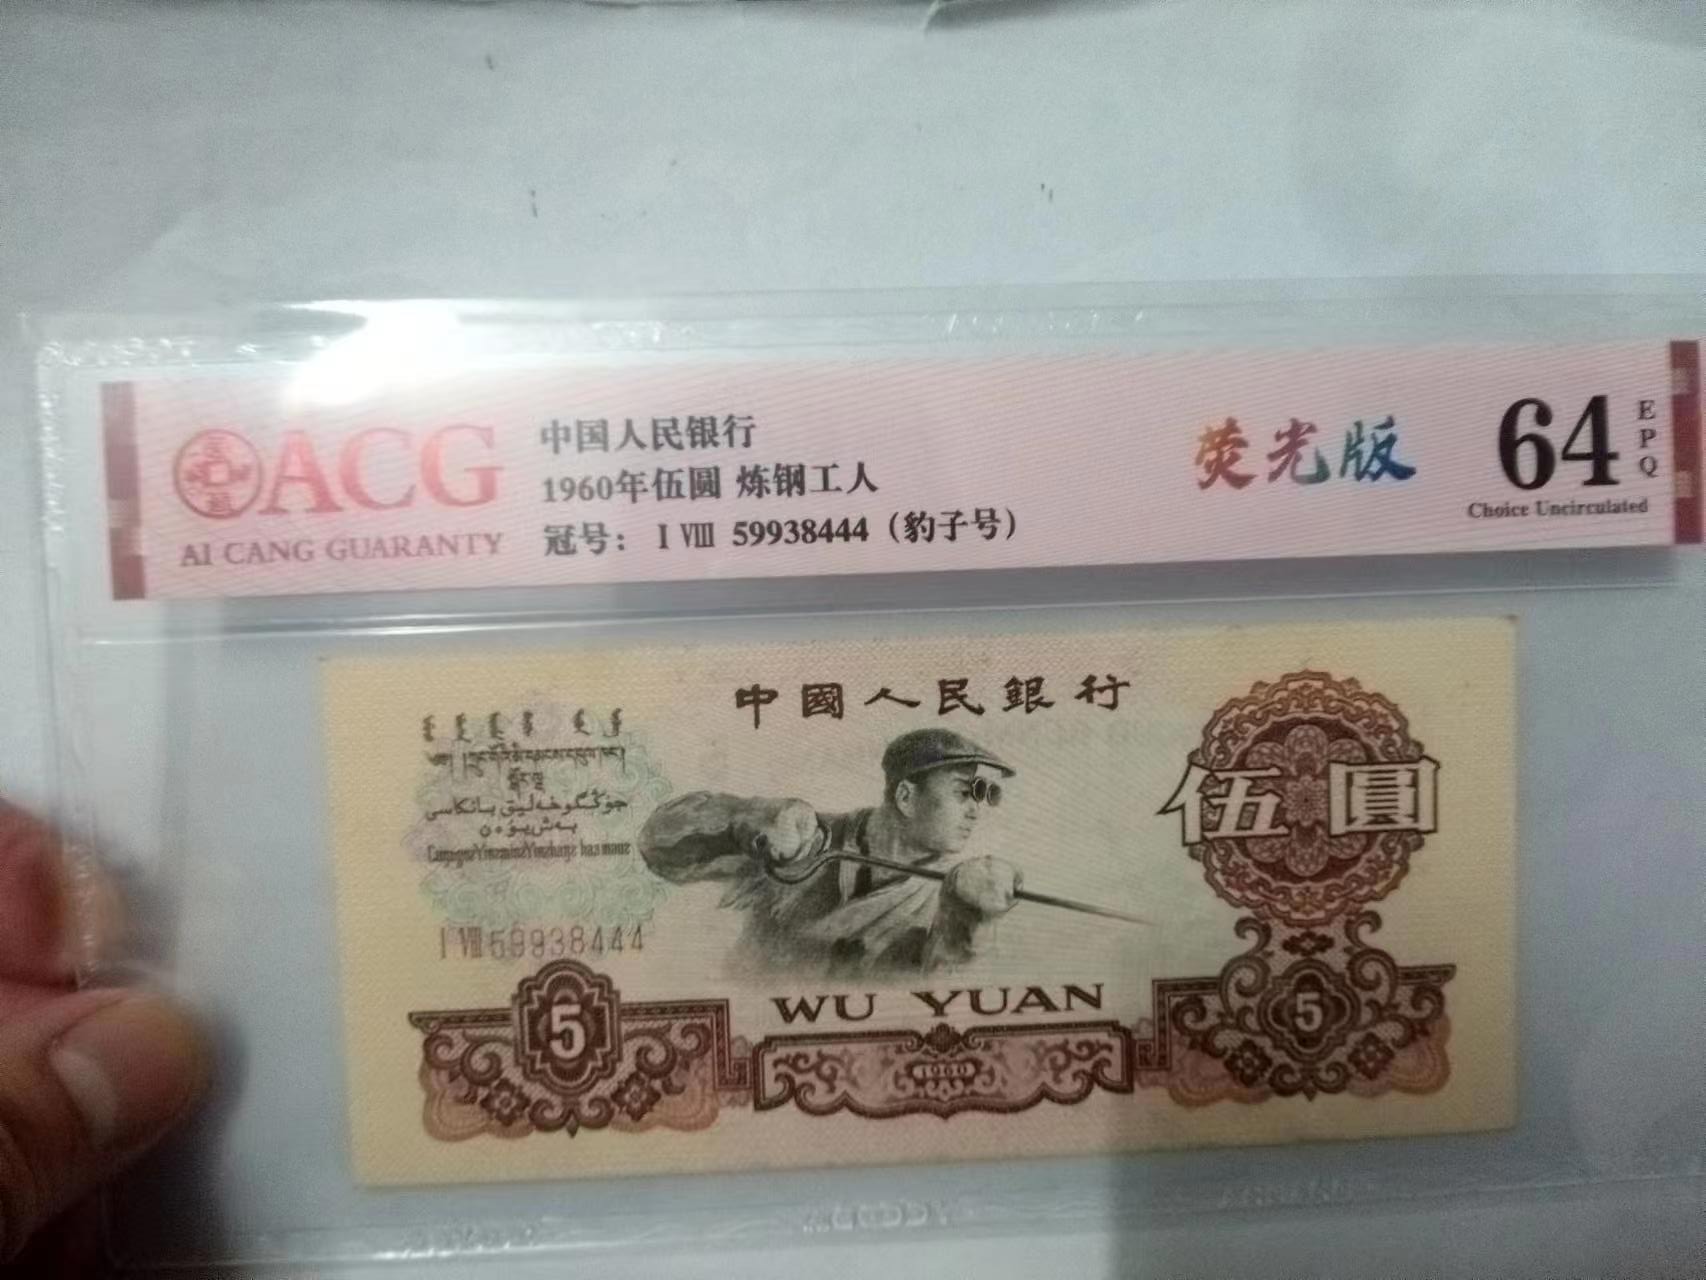 ACG
AI CANG GUARANTY
中国人民银行
1960年伍圆 炼钢工人
冠号： I VIII 59938444（豹子号）
荧光版
64
EPQ
Choice Uncirculated
中國人民銀行
伍圓
I VIII 59938444
WU YUAN
5
1960
5